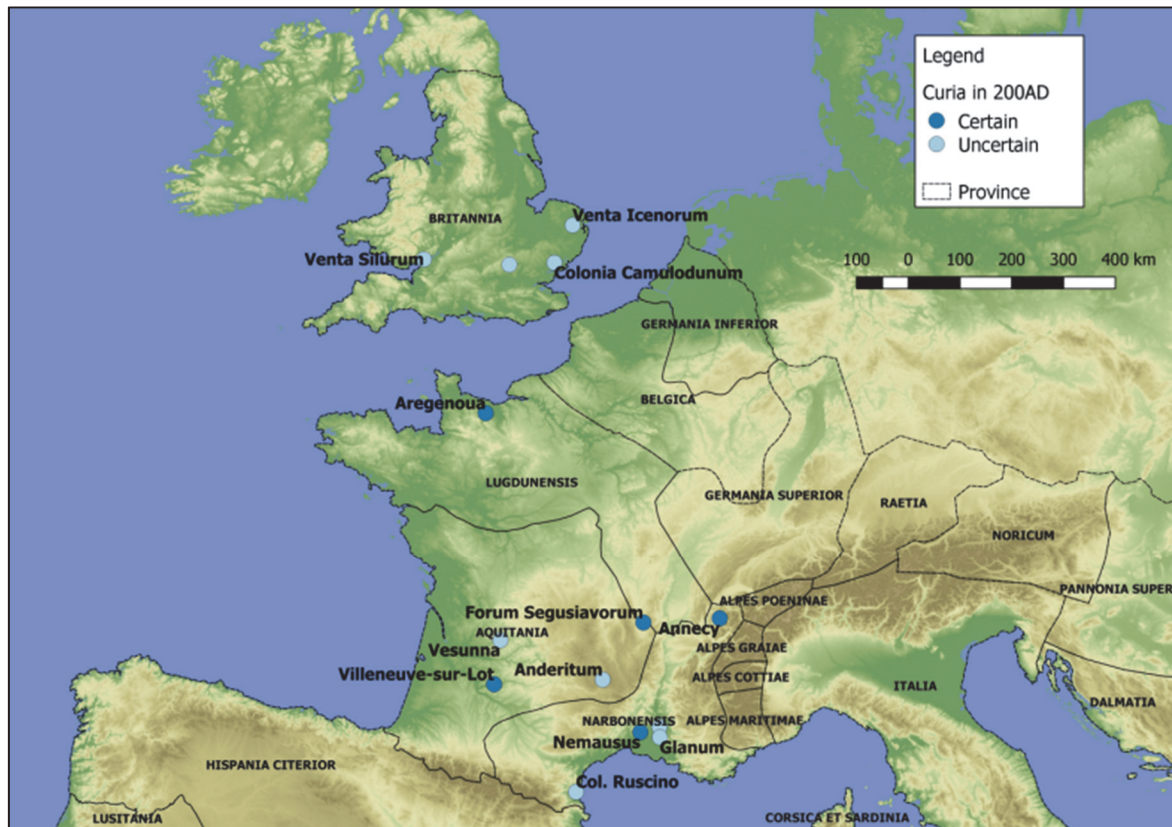 Legend
Curia in 200AD
Certain
Uncertain
Province
BRITANNIA
Venta Icenorum
Venta Silurum
Colonia Camulodunum
100 0 100 200 300 400 km
GERMANIA INFERIOR
BELGICA
Aregenoua
LUGDUNENSIS
GERMANIA SUPERIOR
RAETIA
NORICUM
PANNONIA SUPER
ALPES POENINAE
Forum Segusiavorum
Annecy
AQUITANIA
Vesunna
ALPES GRAIAE
Villeneuve-sur-Lot
Anderitum
ALPES COTTIAE
ITALIA
DALMATIA
NARBONENSIS
ALPES MARITIMAE
Nemausus
Glanum
HISPANIA CITERIOR
Col. Ruscino
LUSITANIA
CORSICA ET SARDINIA